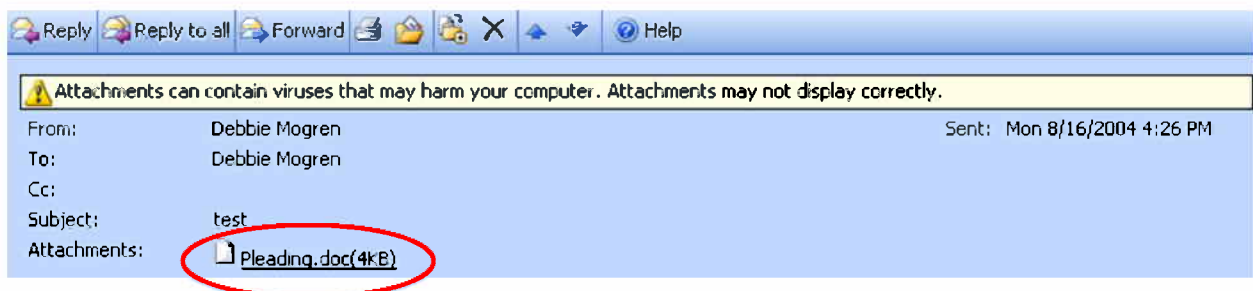 Reply Reply to all Forward Help
Attachments can contain viruses that may harm your computer. Attachments may not display correctly.
From: Debbie Mogren Sent: Mon 8/16/2004 4:26 PM
To: Debbie Mogren
Cc:
Subject: test
Attachments: Pleading.doc(4KB)